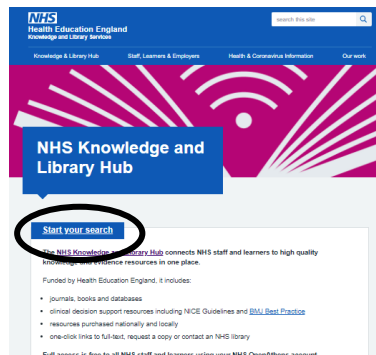 NHS
Health Education England
Knowledge and Library Services
search this site
Knowledge & Library Hub
Staff, Learners & Employers
Health & Coronavirus Information
Our work
NHS Knowledge and
Library Hub
Start your search
The NHS Knowledge and Library Hub connects NHS staff and learners to high quality
knowledge and evidence resources in one place.
Funded by Health Education England, it includes:
• journals, books and databases
• clinical decision support resources including NICE Guidelines and BMJ Best Practice
• resources purchased nationally and locally
• one-click links to full-text, request a copy or contact an NHS library
Full access is free to all NHS staff and learners using your NHS OpenAthens account